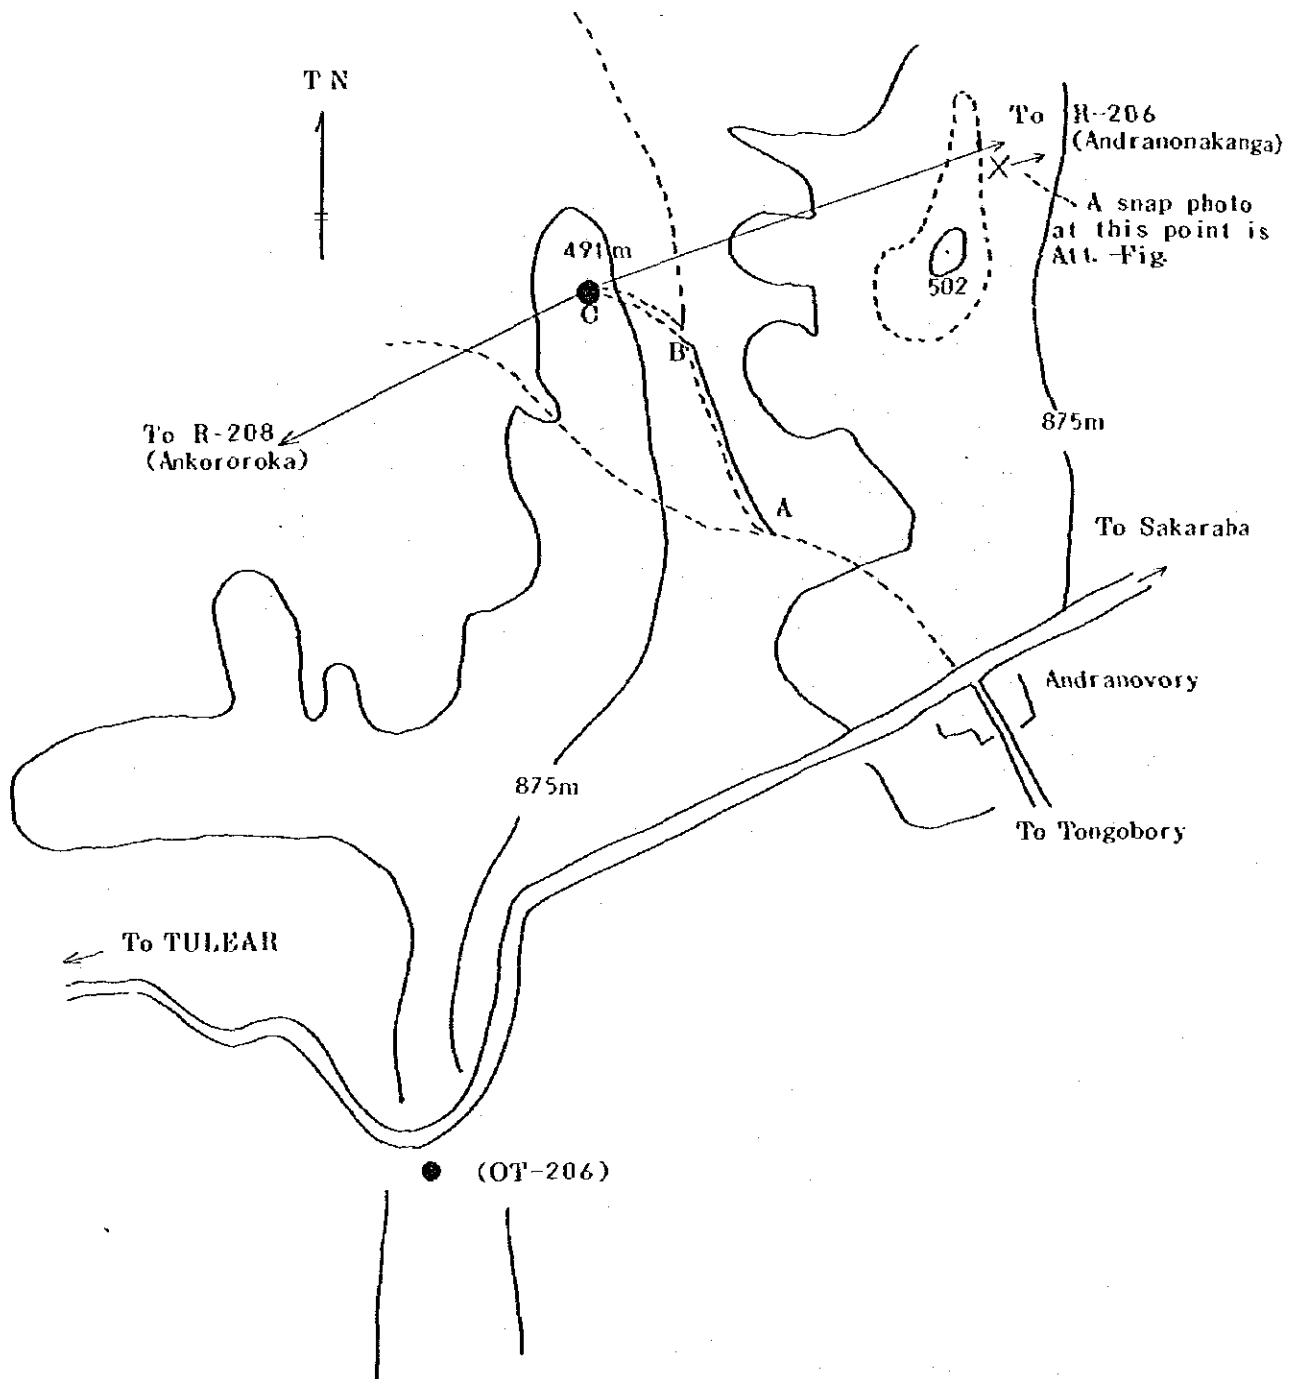 T N
To R-206
(Andranonakanga)
A snap photo
at this point is
Att. -Fig.
491 m
C
502
B
To R-208
(Ankororoka)
875m
A
To Sakaraba
Andranovory
875m
To Tongobory
To TULEAR
(OT-206)